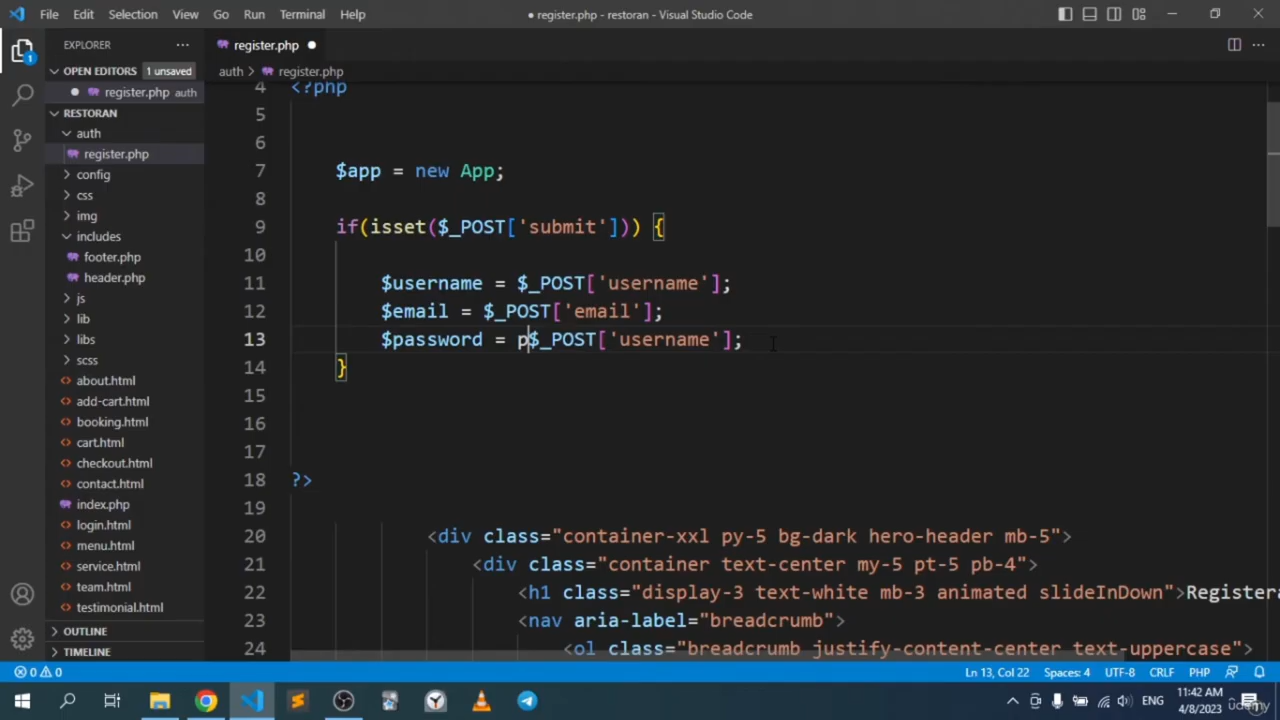 File Edit Selection View Go Run Terminal Help
● register.php - restoran - Visual Studio Code
EXPLORER
register.php
OPEN EDITORS 1 unsaved
auth > register.php
register.php auth
RESTORAN
auth
register.php
config
css
img
includes
footer.php
header.php
js
lib
libs
scss
about.html
add-cart.html
booking.html
cart.html
checkout.html
contact.html
index.php
login.html
menu.html
service.html
team.html
testimonial.html
OUTLINE
TIMELINE
4 <?php
5
6
7 $app = new App;
8
9 if(isset($_POST['submit'])) {
10
11 $username = $_POST['username'];
12 $email = $_POST['email'];
13 $password = p$_POST['username'];
14 }
15
16
17
18 ?>
19
20 <div class="container-xxl py-5 bg-dark hero-header mb-5">
21 <div class="container text-center my-5 pt-5 pb-4">
22 <h1 class="display-3 text-white mb-3 animated slideInDown">Registera
23 <nav aria-label="breadcrumb">
24 <ol class="breadcrumb justify-content-center text-uppercase">
0 0 Ln 13, Col 22 Spaces: 4 UTF-8 CRLF PHP
ENG
11:42 AM
4/8/2023
udemy